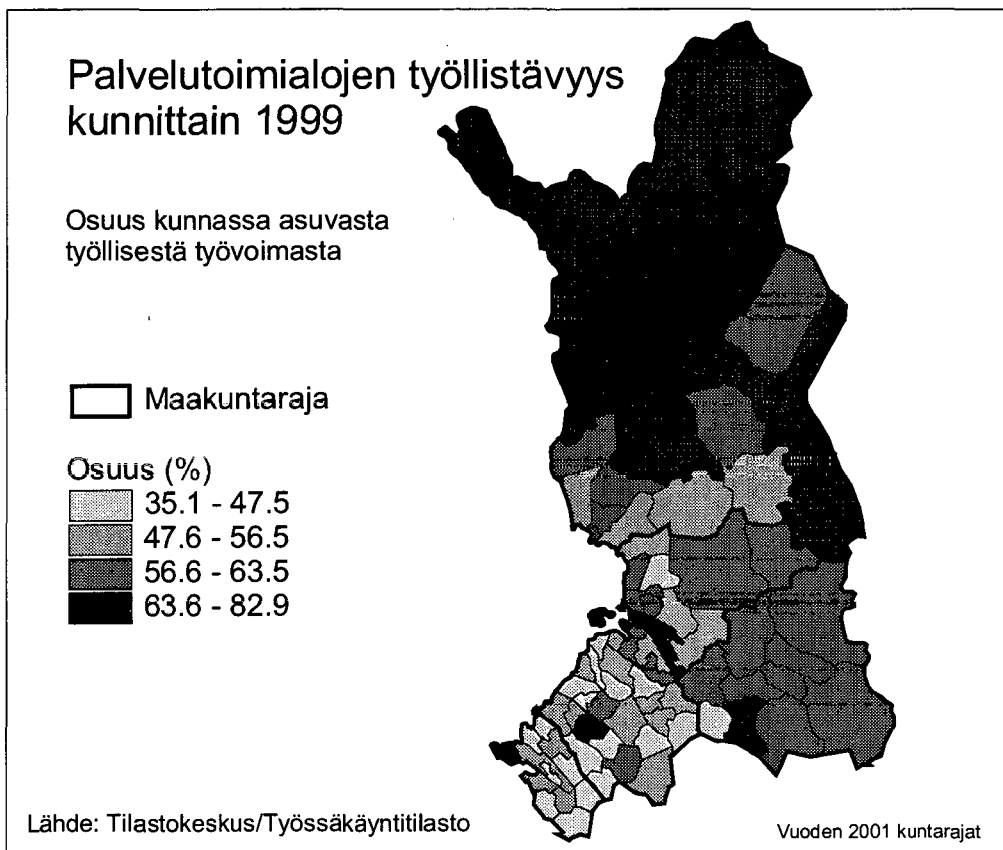 Palvelutoimialojen työllistävyys
kunnittain 1999
Osuus kunnassa asuvasta
työllisestä työvoimasta
Maakuntaraja
Osuus (%)
35.1 - 47.5
47.6 - 56.5
56.6 - 63.5
63.6 - 82.9
Lähde: Tilastokeskus/Työssäkäyntitilasto
Vuoden 2001 kuntarajat